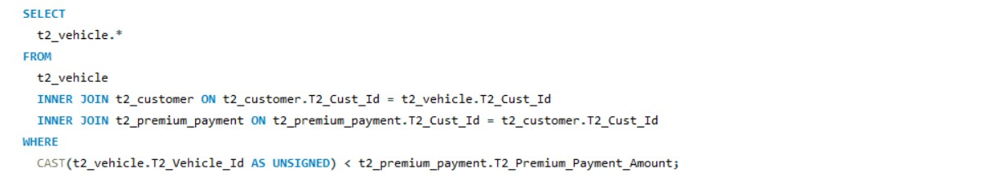 SELECT
t2_vehicle.*
FROM
t2_vehicle
INNER JOIN t2_customer ON t2_customer.T2_Cust_Id = t2_vehicle.T2_Cust_Id
INNER JOIN t2_premium_payment ON t2_premium_payment.T2_Cust_Id = t2_customer.T2_Cust_Id
WHERE
CAST(t2_vehicle.T2_Vehicle_Id AS UNSIGNED) < t2_premium_payment.T2_Premium_Payment_Amount;